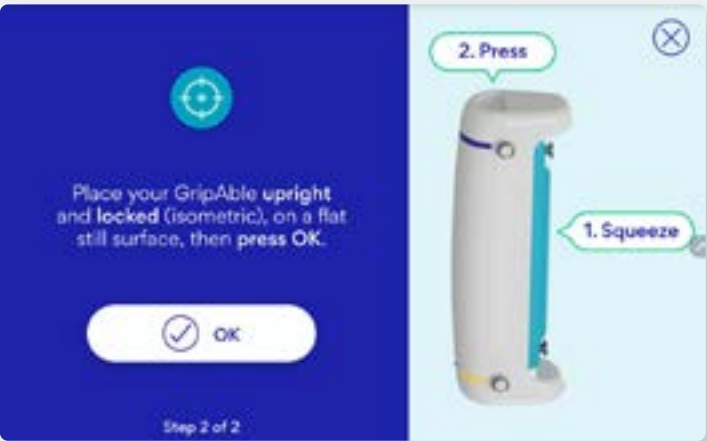 Place your GripAble upright
and locked (isometric), on a flat
still surface, then press OK.
OK
Step 2 of 2
2. Press
1. Squeeze